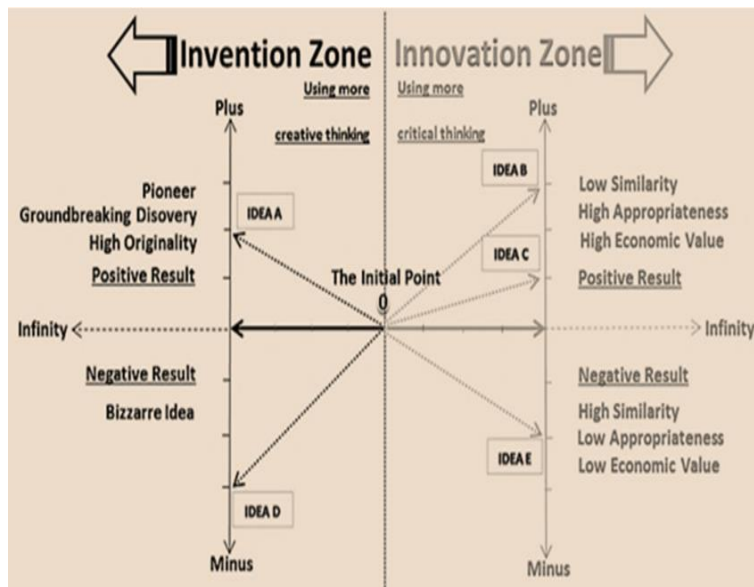 Invention Zone
Innovation Zone
Using more
creative thinking
Using more
critical thinking
Plus
Plus
IDEA B
Pioneer
Groundbreaking Disovery
High Originality
Positive Result
IDEA A
Low Similarity
High Appropriateness
High Economic Value
Positive Result
IDEA C
The Initial Point
0
Infinity
Infinity
Negative Result
Bizzarre Idea
Negative Result
High Similarity
Low Appropriateness
Low Economic Value
IDEA E
IDEA D
Minus
Minus